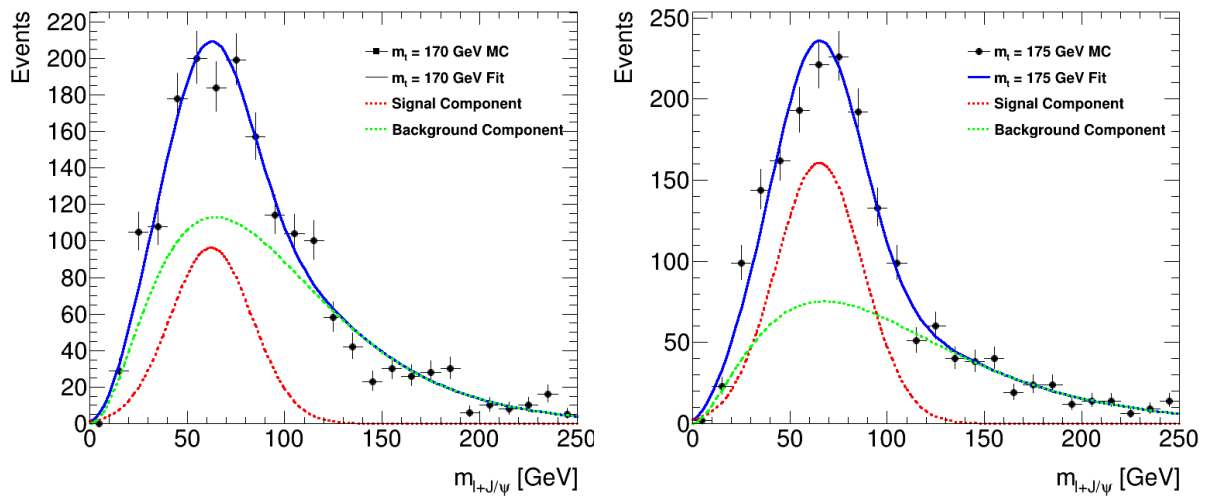 Events
220
200
180
160
140
120
100
80
60
40
20
0
0 50 100 150 200 250
m_l+J/ψ [GeV]
m_t = 170 GeV MC
m_t = 170 GeV Fit
Signal Component
Background Component
Events
250
200
150
100
50
0
0 50 100 150 200 250
m_l+J/ψ [GeV]
m_t = 175 GeV MC
m_t = 175 GeV Fit
Signal Component
Background Component